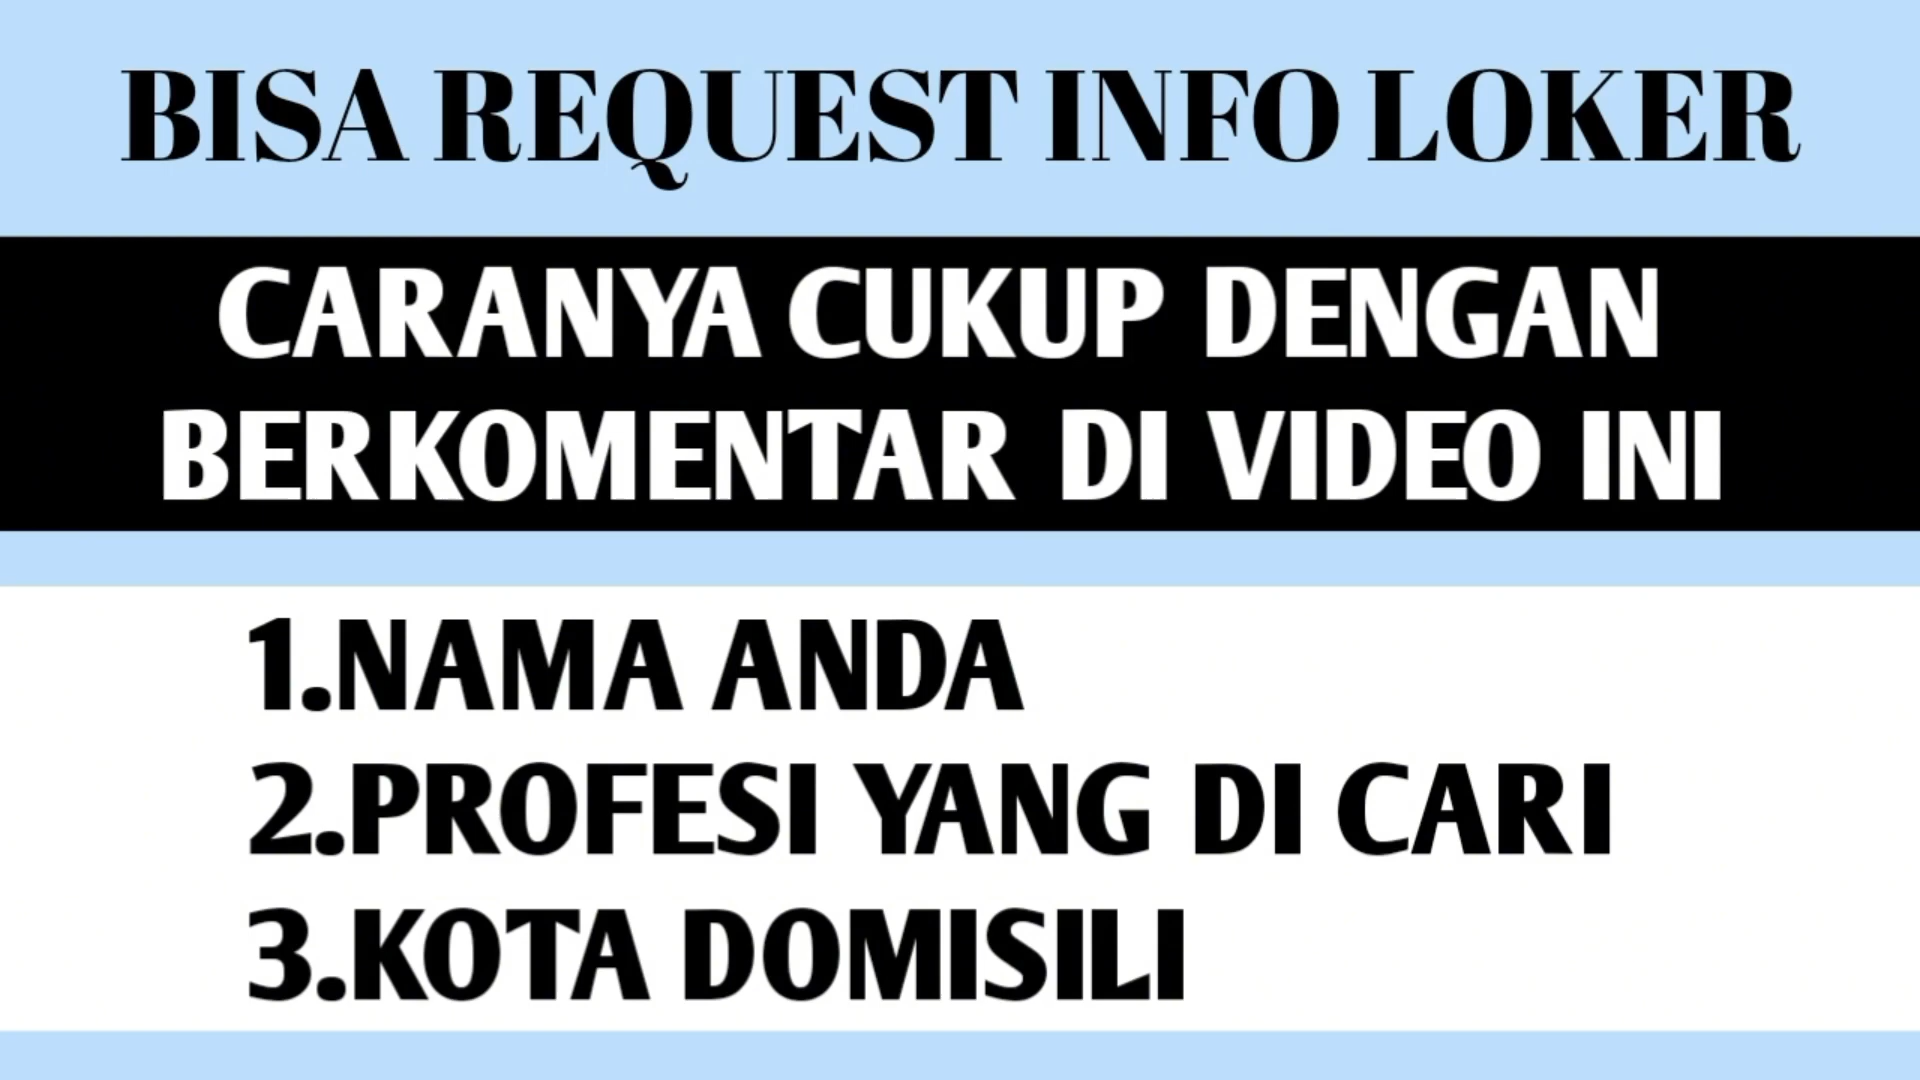 BISA REQUEST INFO LOKER
CARANYA CUKUP DENGAN
BERKOMENTAR DI VIDEO INI
1.NAMA ANDA
2.PROFESI YANG DI CARI
3.KOTA DOMISILI